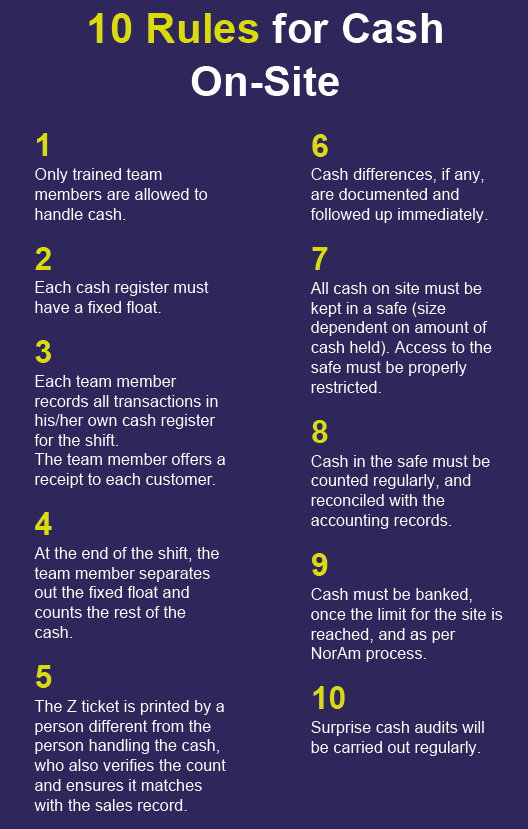 10 Rules for Cash
On-Site
1
Only trained team
members are allowed to
handle cash.
2
Each cash register must
have a fixed float.
3
Each team member
records all transactions in
his/her own cash register
for the shift.
The team member offers a
receipt to each customer.
4
At the end of the shift, the
team member separates
out the fixed float and
counts the rest of the
cash.
5
The Z ticket is printed by a
person different from the
person handling the cash,
who also verifies the count
and ensures it matches
with the sales record.
6
Cash differences, if any,
are documented and
followed up immediately.
7
All cash on site must be
kept in a safe (size
dependent on amount of
cash held). Access to the
safe must be properly
restricted.
8
Cash in the safe must be
counted regularly, and
reconciled with the
accounting records.
9
Cash must be banked,
once the limit for the site is
reached, and as per
NorAm process.
10
Surprise cash audits will
be carried out regularly.